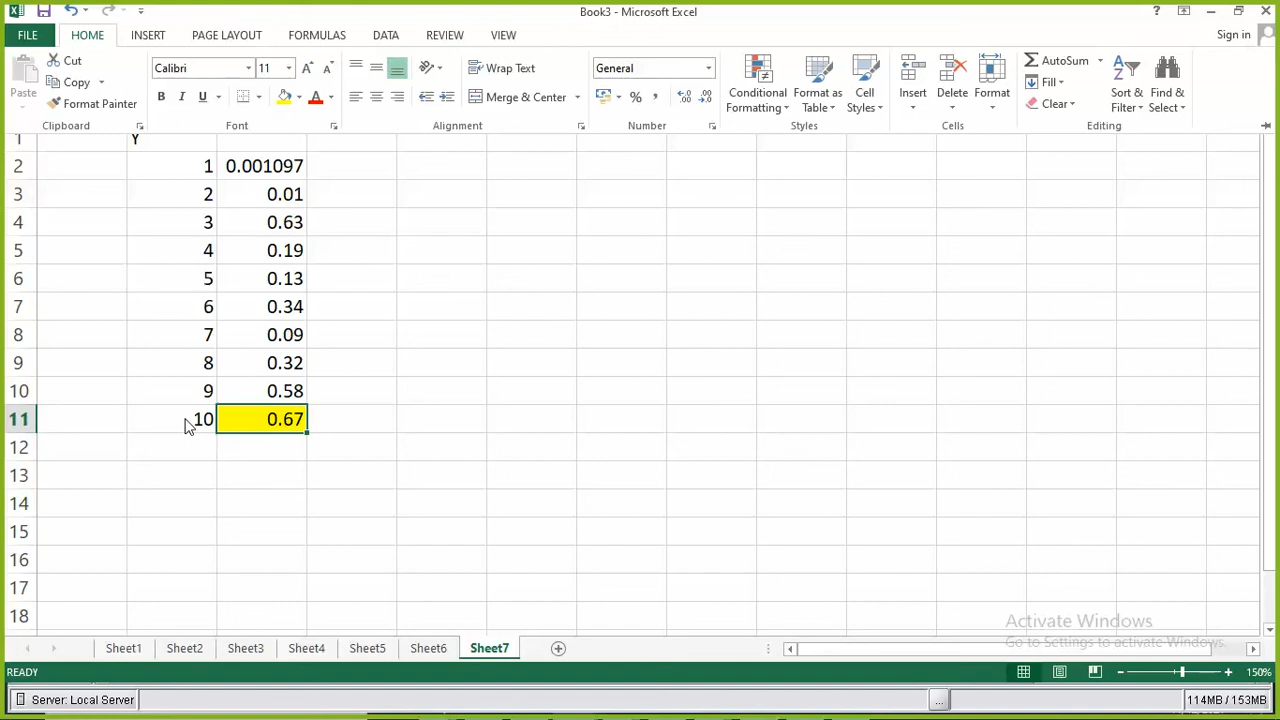 Book3 - Microsoft Excel
?
FILE
HOME
INSERT
PAGE LAYOUT
FORMULAS
DATA
REVIEW
VIEW
Sign in
Paste
Cut
Copy
Format Painter
Clipboard
Calibri
11
B I U
Font
Wrap Text
Merge & Center
Alignment
General
% ,
Number
Conditional Formatting
Format as Table
Cell Styles
Styles
Insert
Delete
Format
Cells
AutoSum
Fill
Clear
Sort & Filter
Find & Select
Editing
1 Y
2 1 0.001097
3 2 0.01
4 3 0.63
5 4 0.19
6 5 0.13
7 6 0.34
8 7 0.09
9 8 0.32
10 9 0.58
11 10 0.67
12
13
14
15
16
17
18
Activate Windows
Go to Settings to activate Windows.
Sheet1 Sheet2 Sheet3 Sheet4 Sheet5 Sheet6 Sheet7
READY
150%
Server: Local Server
...
114MB / 153MB